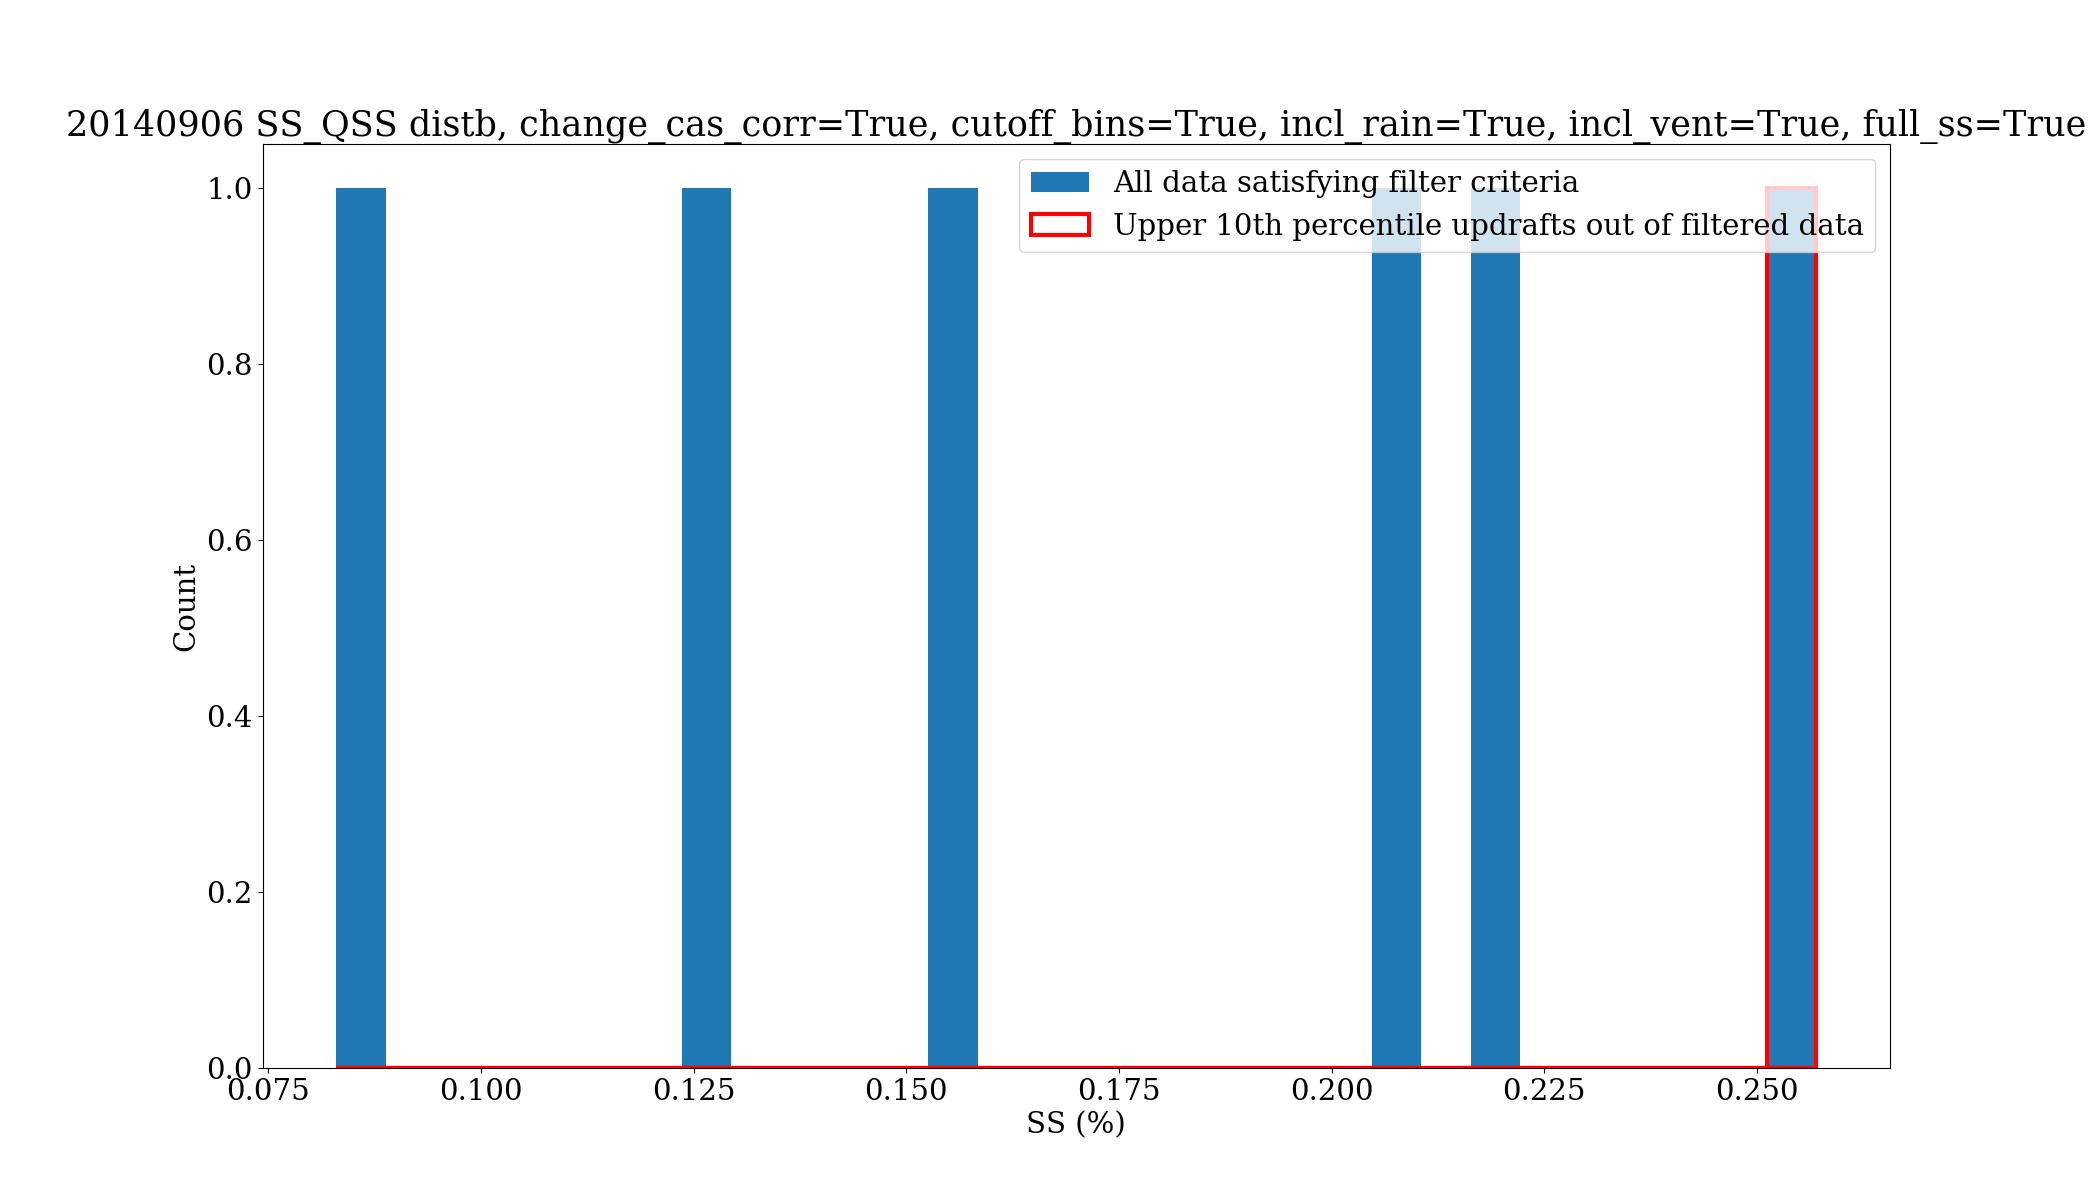 20140906 SS_QSS distb, change_cas_corr=True, cutoff_bins=True, incl_rain=True, incl_vent=True, full_ss=True
All data satisfying filter criteria
Upper 10th percentile updrafts out of filtered data
1.0
0.8
0.6
0.4
0.2
0.0
Count
0.075 0.100 0.125 0.150 0.175 0.200 0.225 0.250
SS (%)